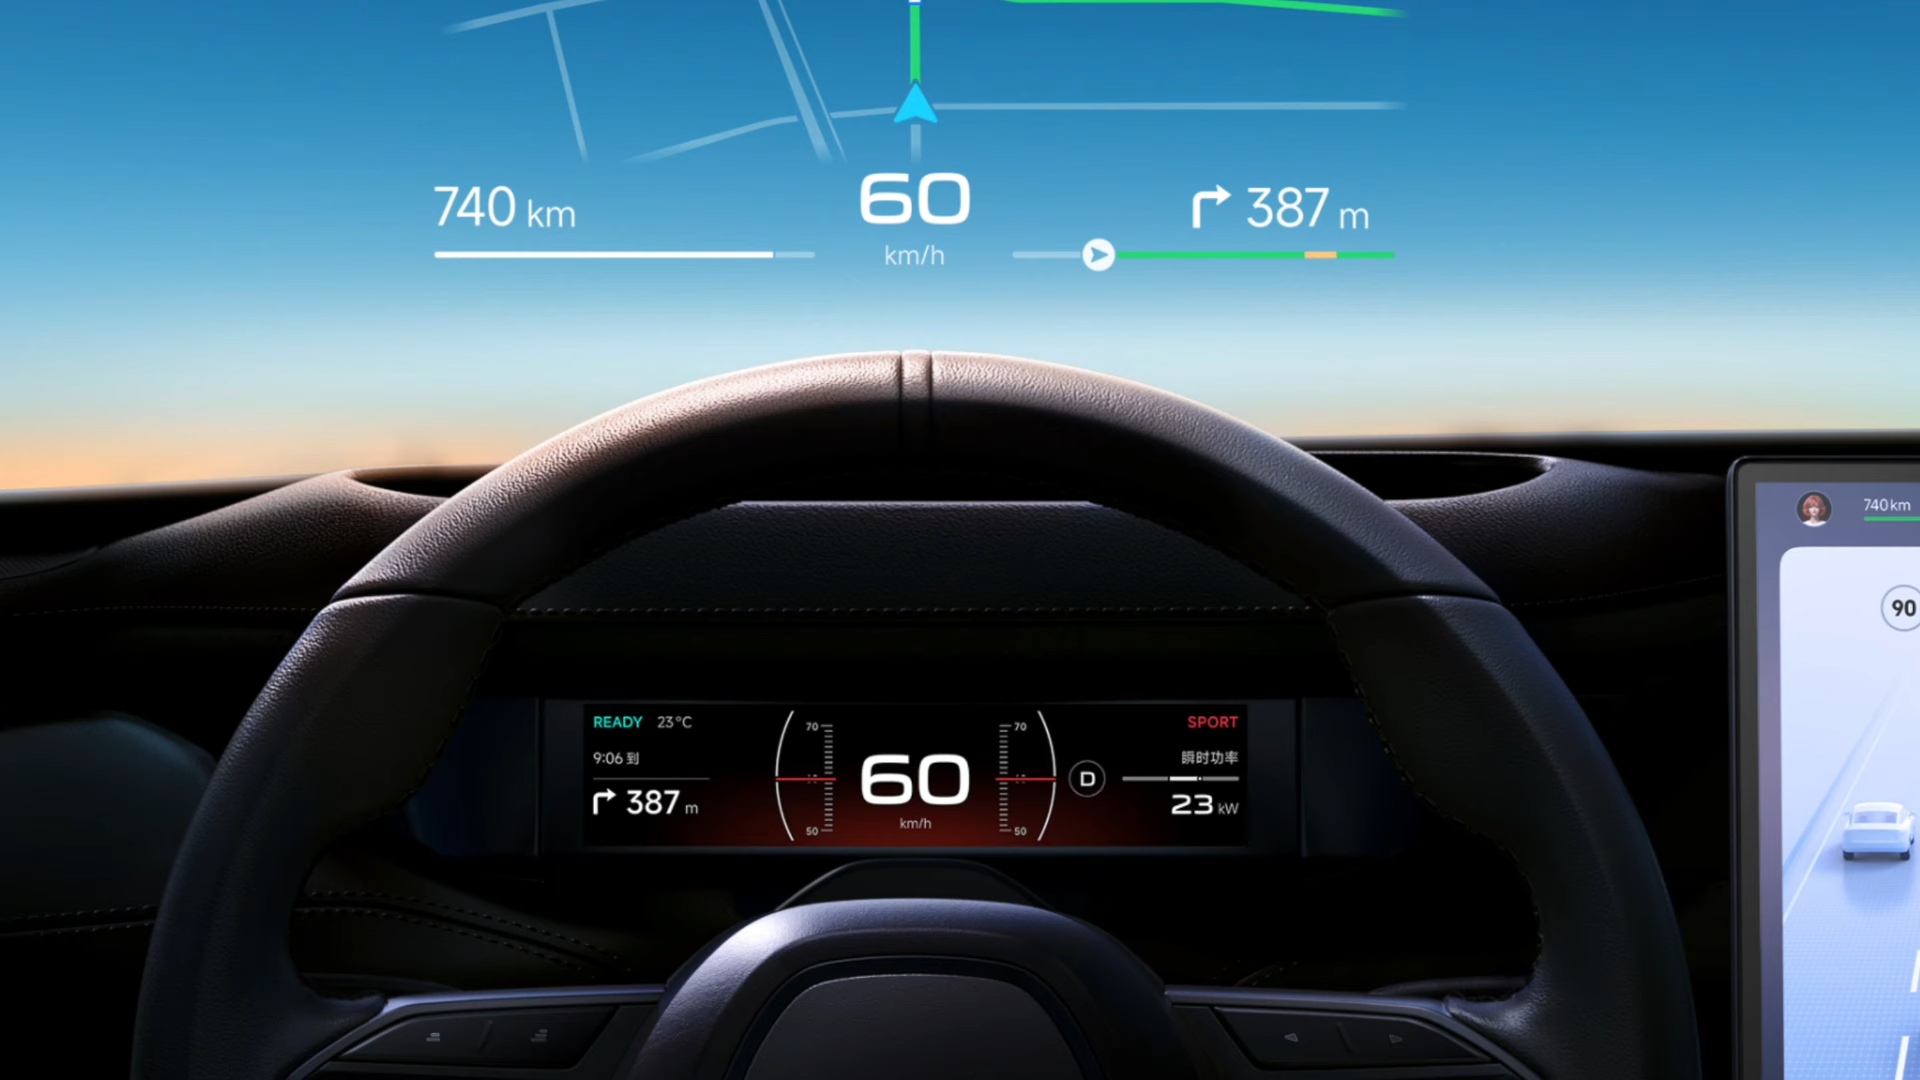 740 km
60
km/h
387 m
740km
90
READY 23°C
SPORT
9:06 到
387 m
70
50
60
km/h
70
50
D
瞬时功率
23 kW